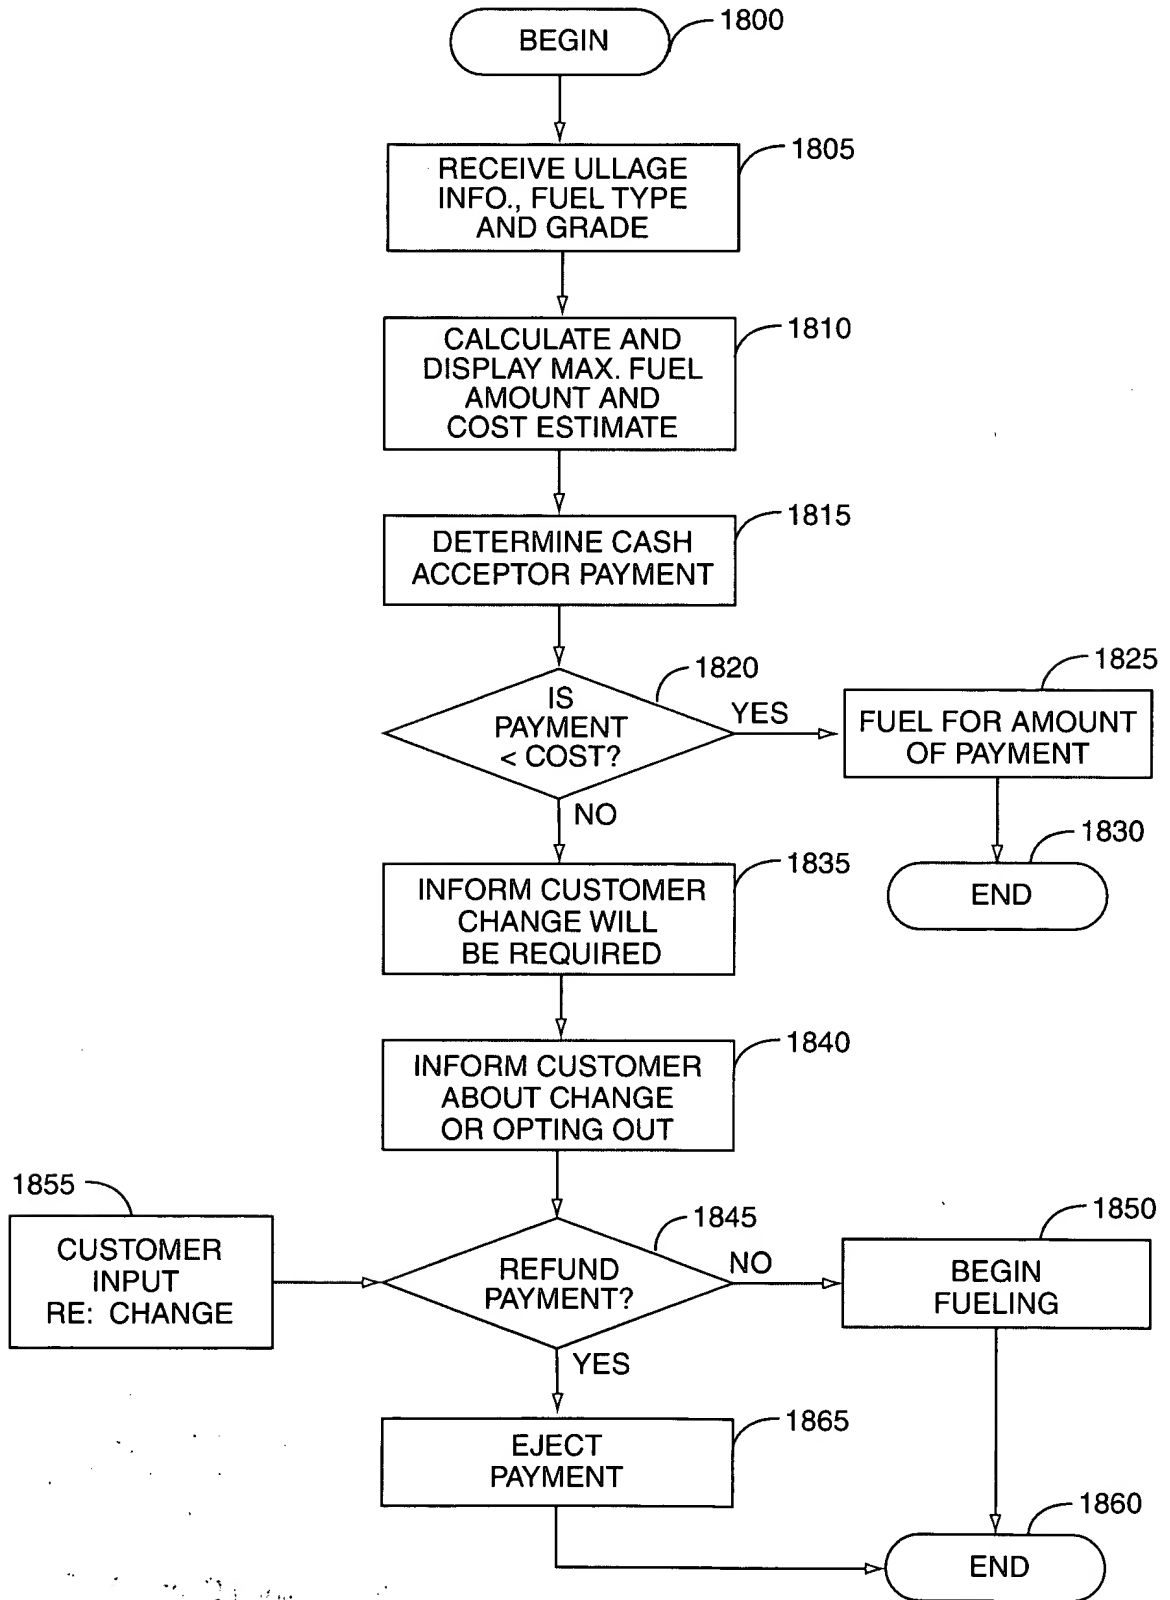 BEGIN
1800
RECEIVE ULLAGE
INFO., FUEL TYPE
AND GRADE
1805
CALCULATE AND
DISPLAY MAX. FUEL
AMOUNT AND
COST ESTIMATE
1810
DETERMINE CASH
ACCEPTOR PAYMENT
1815
IS
PAYMENT
< COST?
1820
YES
FUEL FOR AMOUNT
OF PAYMENT
1825
NO
END
1830
INFORM CUSTOMER
CHANGE WILL
BE REQUIRED
1835
INFORM CUSTOMER
ABOUT CHANGE
OR OPTING OUT
1840
1855
CUSTOMER
INPUT
RE: CHANGE
REFUND
PAYMENT?
1845
NO
BEGIN
FUELING
1850
YES
EJECT
PAYMENT
1865
END
1860